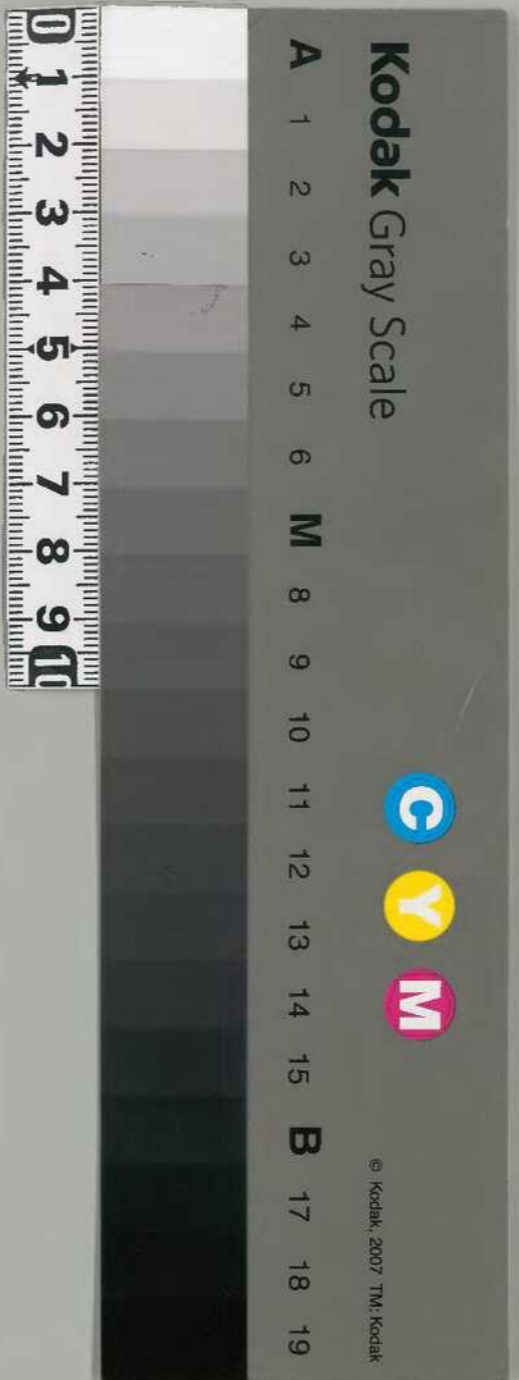 Kodak Gray Scale
C Y M
© Kodak, 2007 TM: Kodak
A 1 2 3 4 5 6 M 8 9 10 11 12 13 14 15 B 17 18 19
0 1 2 3 4 5 6 7 8 9 10